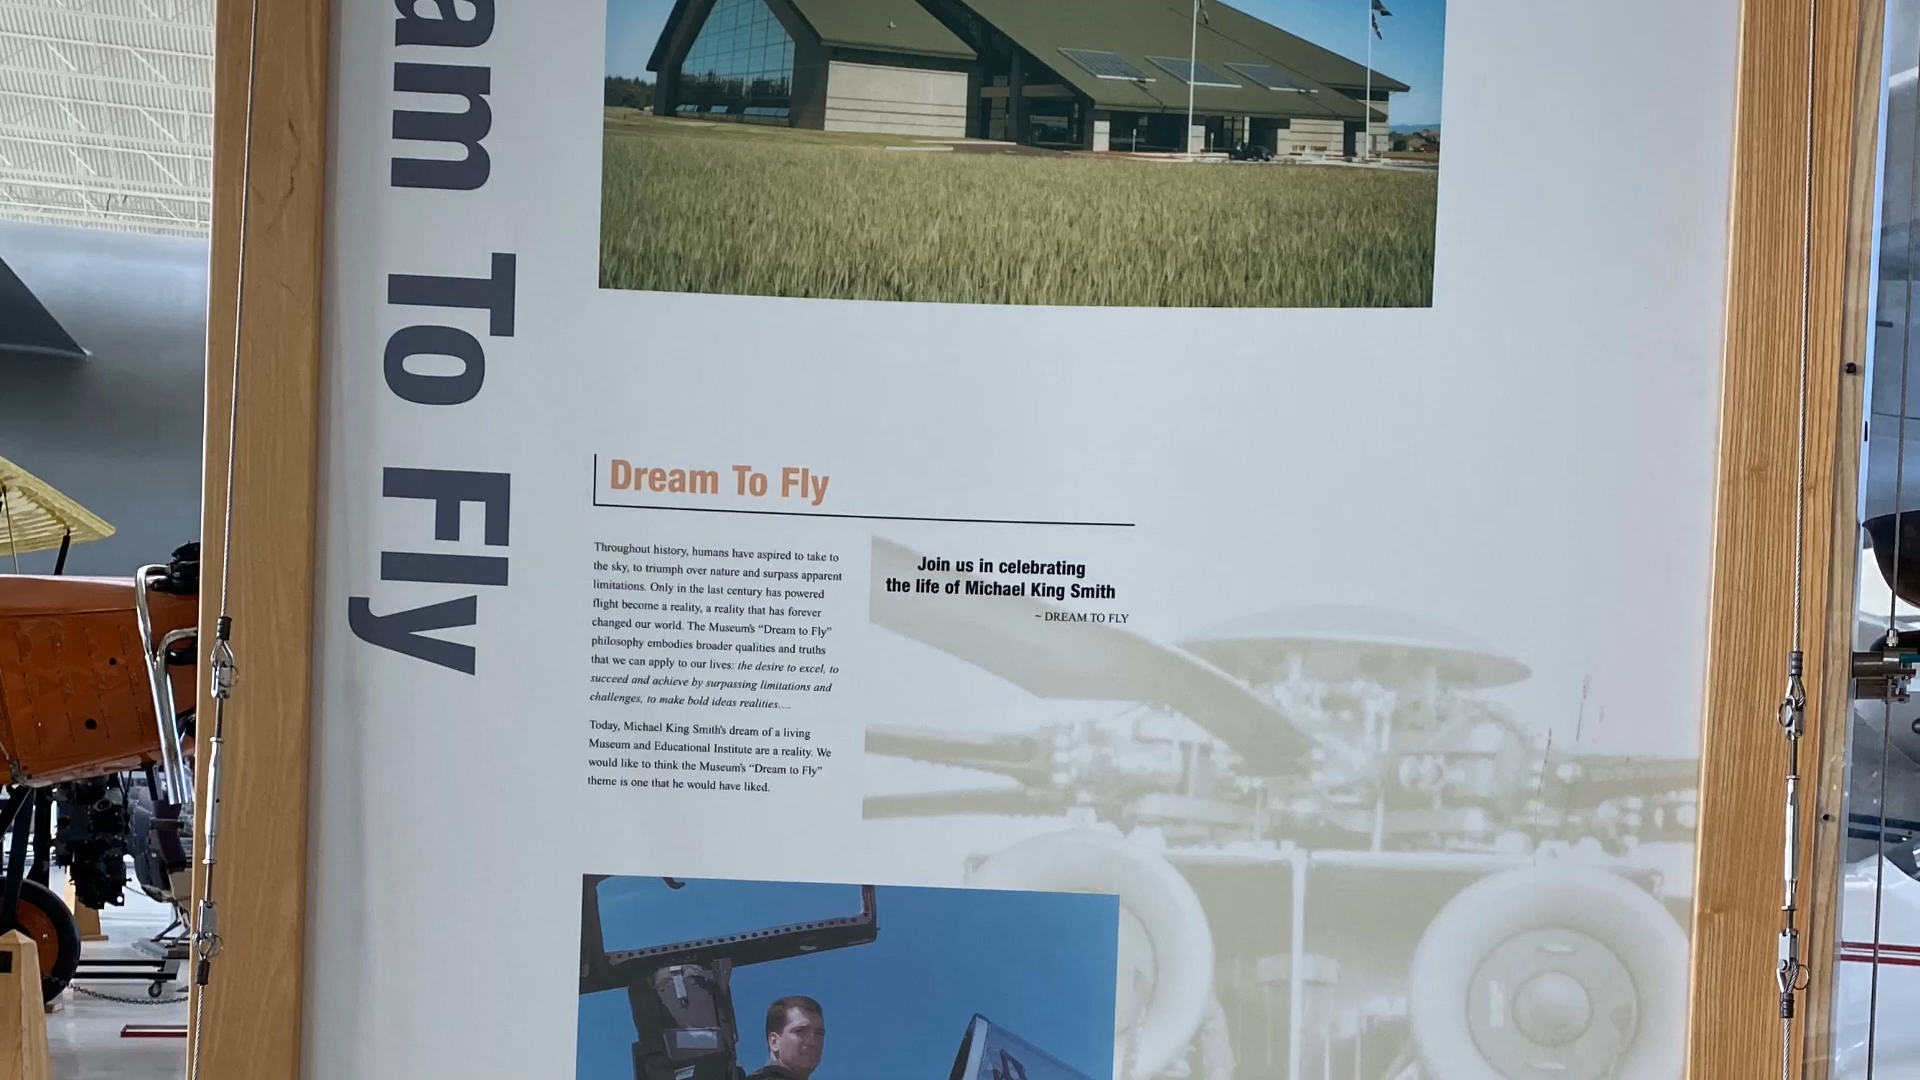 am To Fly
Dream To Fly
Throughout history, humans have aspired to take to
the sky, to triumph over nature and surpass apparent
limitations. Only in the last century has powered
flight become a reality, a reality that has forever
changed our world. The Museum's “Dream to Fly”
philosophy embodies broader qualities and truths
that we can apply to our lives: the desire to excel, to
succeed and achieve by surpassing limitations and
challenges, to make bold ideas realities....
Today, Michael King Smith's dream of a living
Museum and Educational Institute are a reality. We
would like to think the Museum's “Dream to Fly”
theme is one that he would have liked.
Join us in celebrating
the life of Michael King Smith
~ DREAM TO FLY